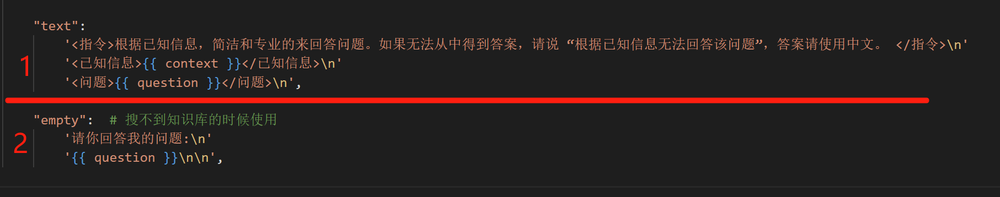 "text":
'<指令>根据已知信息，简洁和专业的来回答问题。如果无法从中得到答案，请说 “根据已知信息无法回答该问题”，答案请使用中文。 </指令>\n'
1
'<已知信息>{{ context }}</已知信息>\n'
'<问题>{{ question }}</问题>\n',
"empty":  # 搜不到知识库的时候使用
2
'请你回答我的问题:\n'
'{{ question }}\n\n',